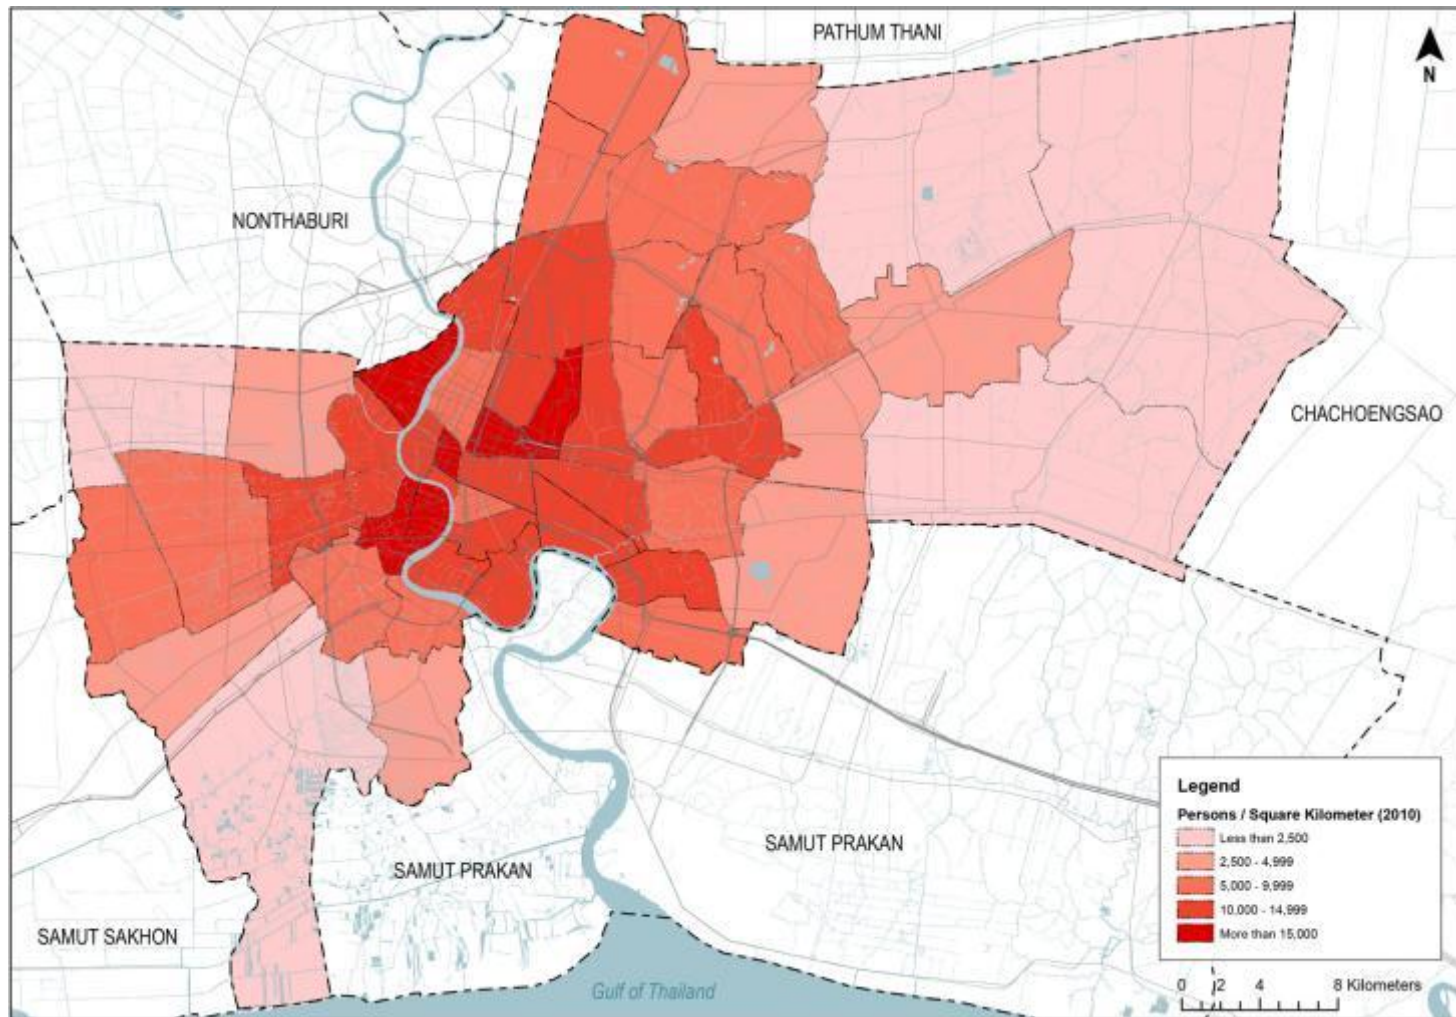 PATHUM THANI
N
NONTHABURI
CHACHOENGSAO
SAMUT PRAKAN
SAMUT PRAKAN
SAMUT SAKHON
Gulf of Thailand
Legend
Persons / Square Kilometer (2010)
Less than 2,500
2,500 - 4,999
5,000 - 9,999
10,000 - 14,999
More than 15,000
0 2 4 8 Kilometers